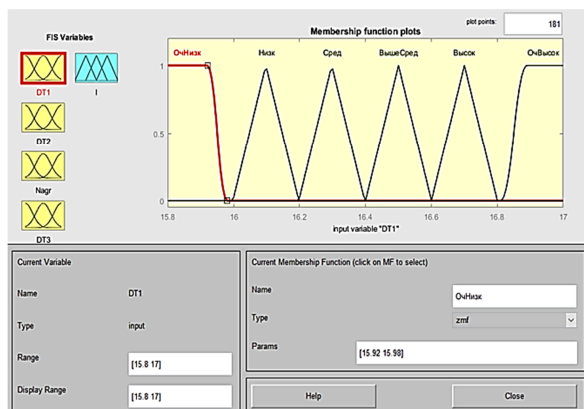 FIS Variables
DT1
I
DT2
Nagr
DT3
Membership function plots
plot points:
181
ОчНизк
Низк
Сред
ВышеСред
Высок
ОчВысок
1
0.5
0
15.8
16
16.2
16.4
16.6
16.8
17
input variable "DT1"
Current Variable
Name
DT1
Type
input
Range
[15.8 17]
Display Range
[15.8 17]
Current Membership Function (click on MF to select)
Name
ОчНизк
Type
zmf
Params
[15.92 15.98]
Help
Close